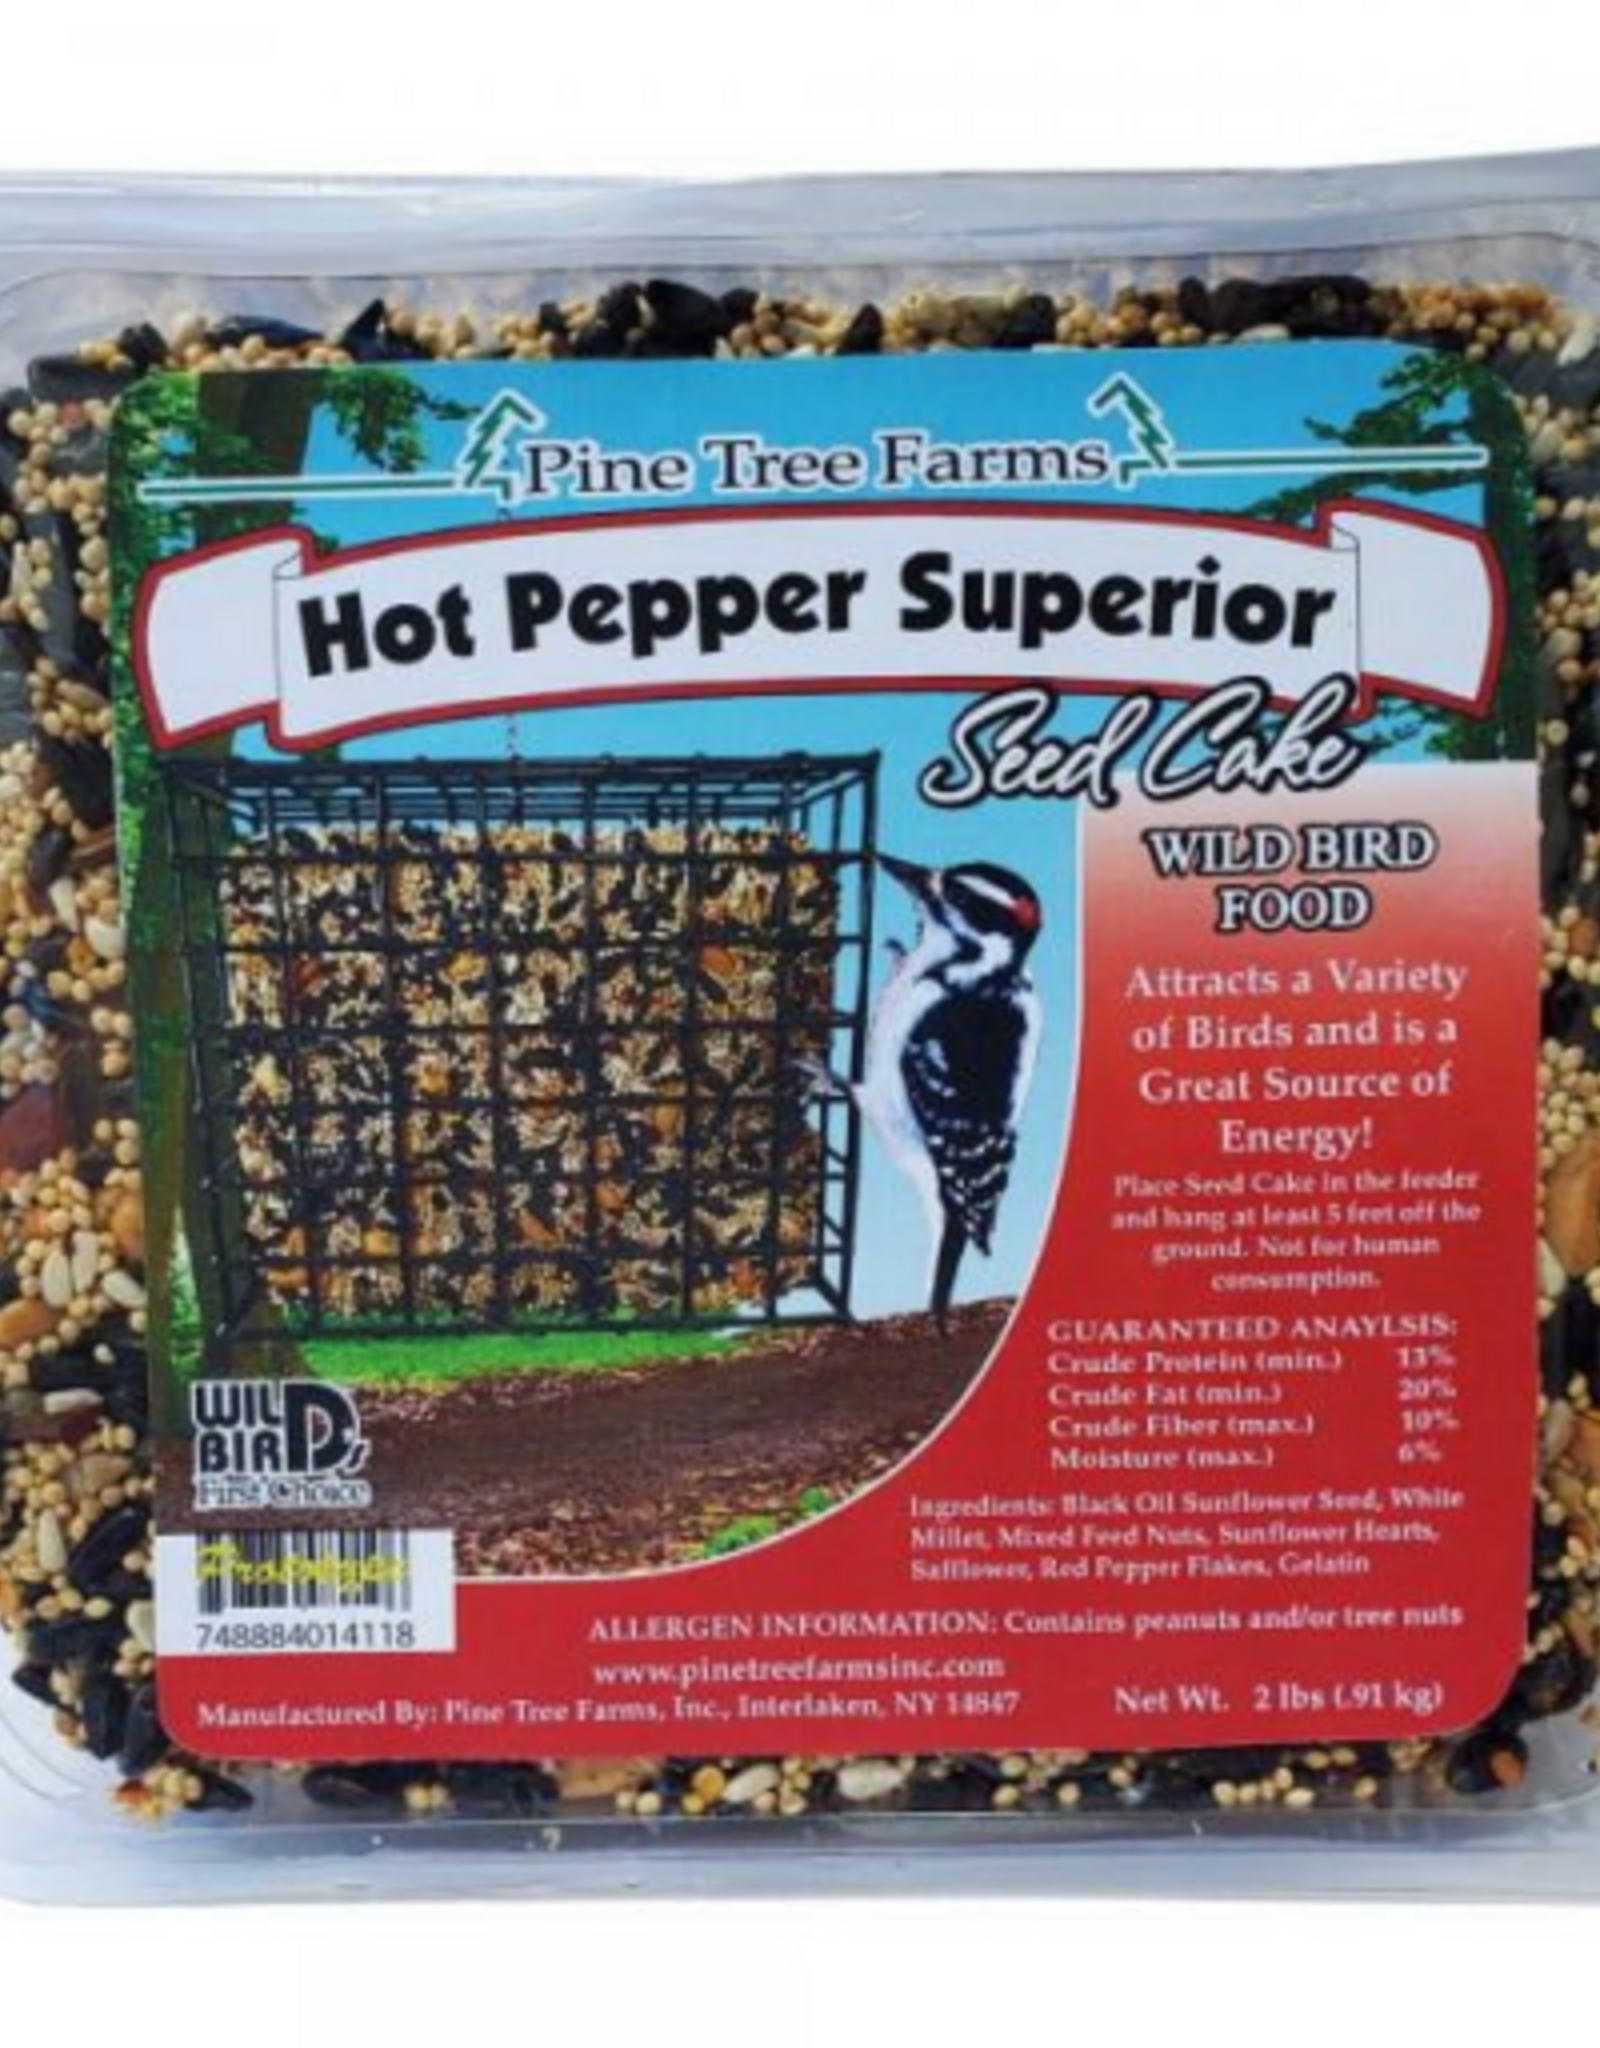 Pine Tree Farms
Hot Pepper Superior
Seed Cake
WILD BIRD
FOOD
Attracts a Variety
of Birds and is a
Great Source of
Energy!
Place Seed Cake in the feeder
and hang at least 5 feet off the
ground. Not for human
consumption.
GUARANTEED ANAYLSIS:
Crude Protein (min.) 13%
Crude Fat (min.) 20%
Crude Fiber (max.) 10%
Moisture (max.) 6%
Ingredients: Black Oil Sunflower Seed, White
Millet, Mixed Feed Nuts, Sunflower Hearts,
Safflower, Red Pepper Flakes, Gelatin
WILD
BIRD's
First Choice
748884014118
ALLERGEN INFORMATION: Contains peanuts and/or tree nuts
www.pinetreefarmsinc.com
Manufactured By: Pine Tree Farms, Inc., Interlaken, NY 14847
Net Wt. 2 lbs (.91 kg)